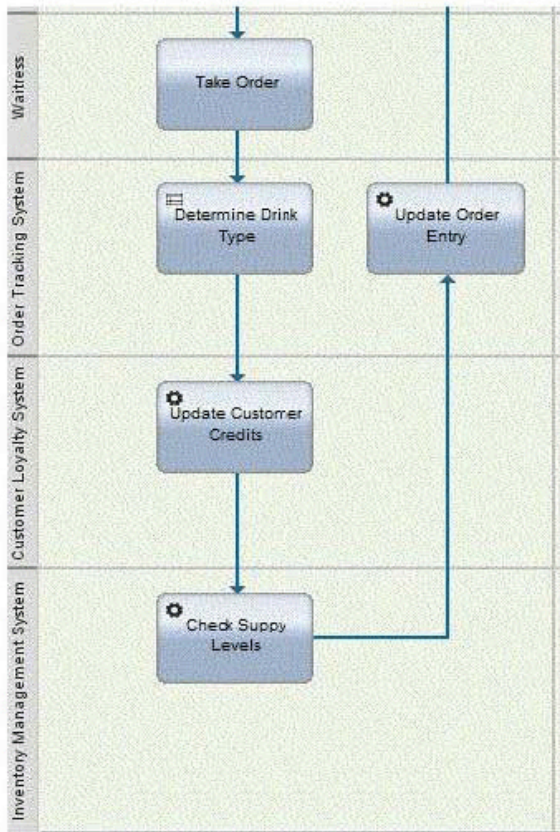 Waitress
Take Order
Order Tracking System
Determine Drink
Type
Update Order
Entry
Customer Loyalty System
Update Customer
Credits
Inventory Management System
Check Suppy
Levels